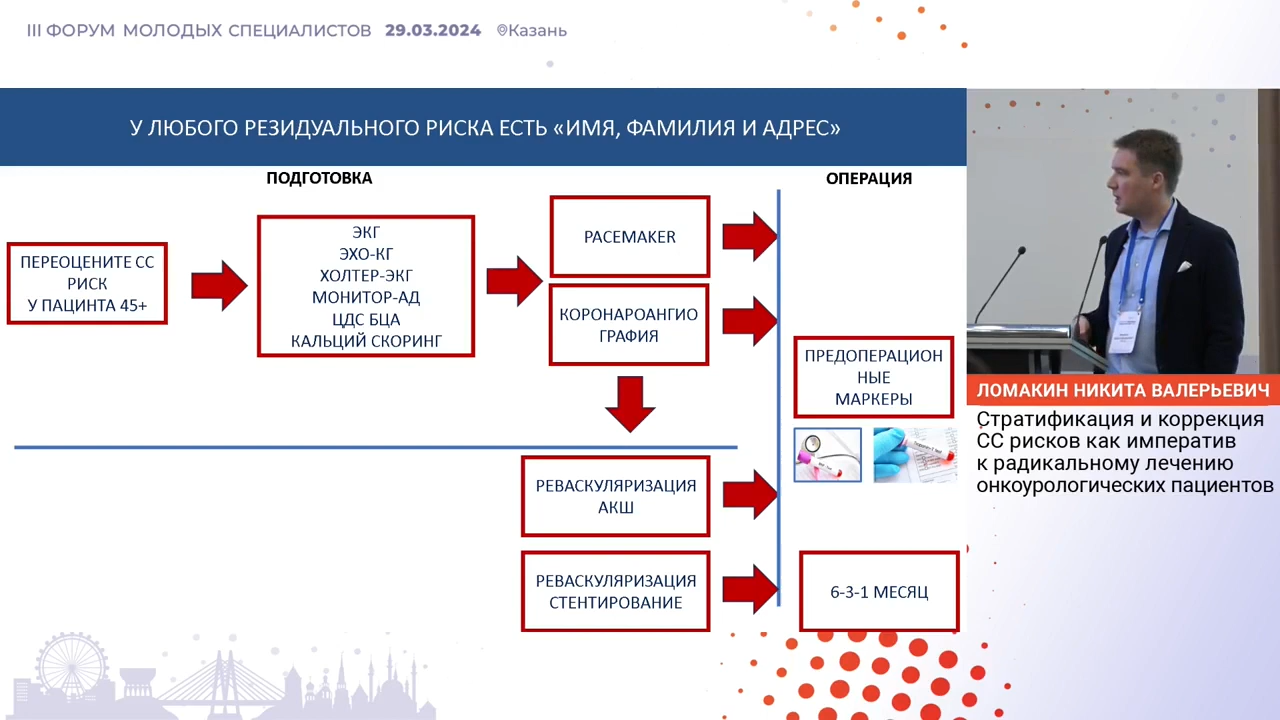 III ФОРУМ МОЛОДЫХ СПЕЦИАЛИСТОВ 29.03.2024 Казань
У ЛЮБОГО РЕЗИДУАЛЬНОГО РИСКА ЕСТЬ «ИМЯ, ФАМИЛИЯ И АДРЕС»
ПОДГОТОВКА
ОПЕРАЦИЯ
ПЕРЕОЦЕНИТЕ СС
РИСК
У ПАЦИНТА 45+
ЭКГ
ЭХО-КГ
ХОЛТЕР-ЭКГ
МОНИТОР-АД
ЦДС БЦА
КАЛЬЦИЙ СКОРИНГ
PACEMAKER
КОРОНАРОАНГИО
ГРАФИЯ
ПРЕДОПЕРАЦИОН
НЫЕ
МАРКЕРЫ
РЕВАСКУЛЯРИЗАЦИЯ
АКШ
РЕВАСКУЛЯРИЗАЦИЯ
СТЕНТИРОВАНИЕ
6-3-1 МЕСЯЦ
ЛОМАКИН НИКИТА ВАЛЕРЬЕВИЧ
Стратификация и коррекция
СС рисков как императив
к радикальному лечению
онкоурологических пациентов